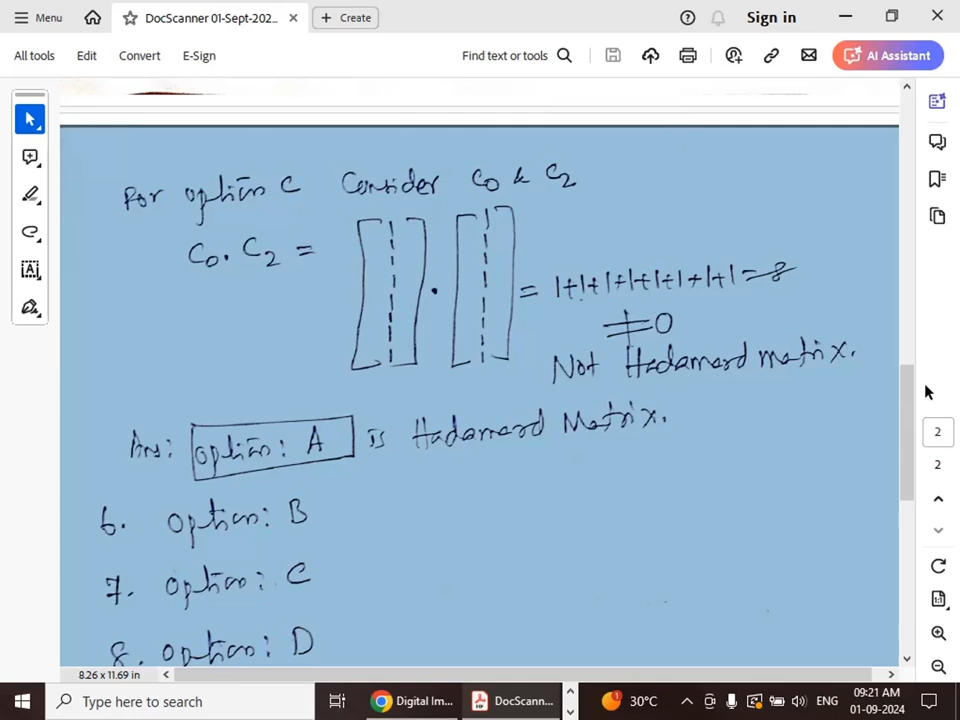 Menu
DocScanner 01-Sept-202...
Create
Sign in
All tools
Edit
Convert
E-Sign
Find text or tools
AI Assistant
For option C Consider C0 & C2
C0 . C2 = [ ] . [ ] = 1+1+1+1+1+1+1+1=8
≠0
Not Hadamard matrix.
Ans: option: A is Hadamard Matrix.
6. option: B
7. option: C
8. option: D
2
2
8.26 x 11.69 in
Type here to search
Digital Im...
DocScann...
30°C
ENG
09:21 AM
01-09-2024